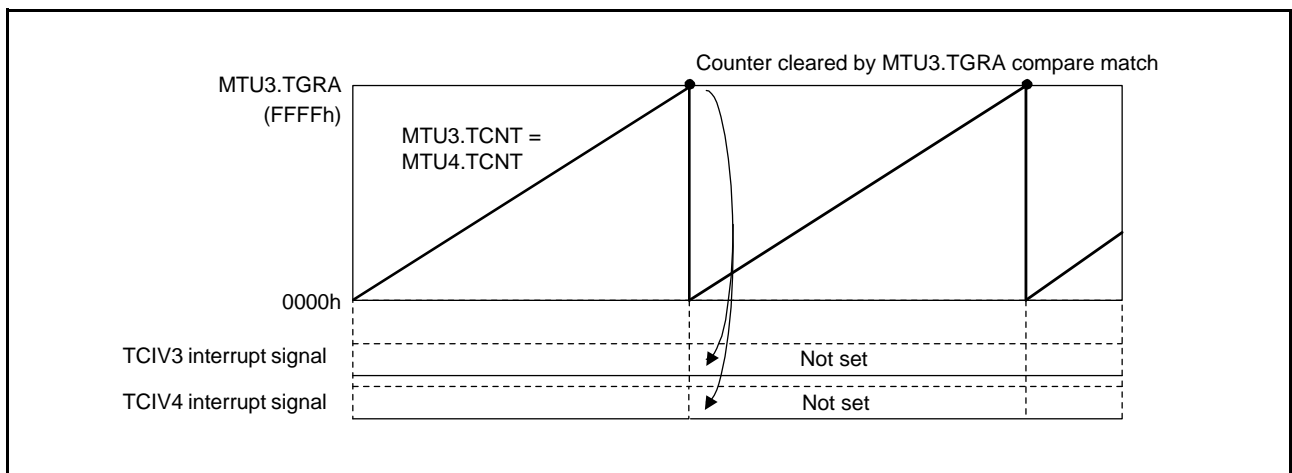 Counter cleared by MTU3.TGRA compare match
MTU3.TGRA
(FFFFh)
MTU3.TCNT =
MTU4.TCNT
0000h
TCIV3 interrupt signal
Not set
TCIV4 interrupt signal
Not set